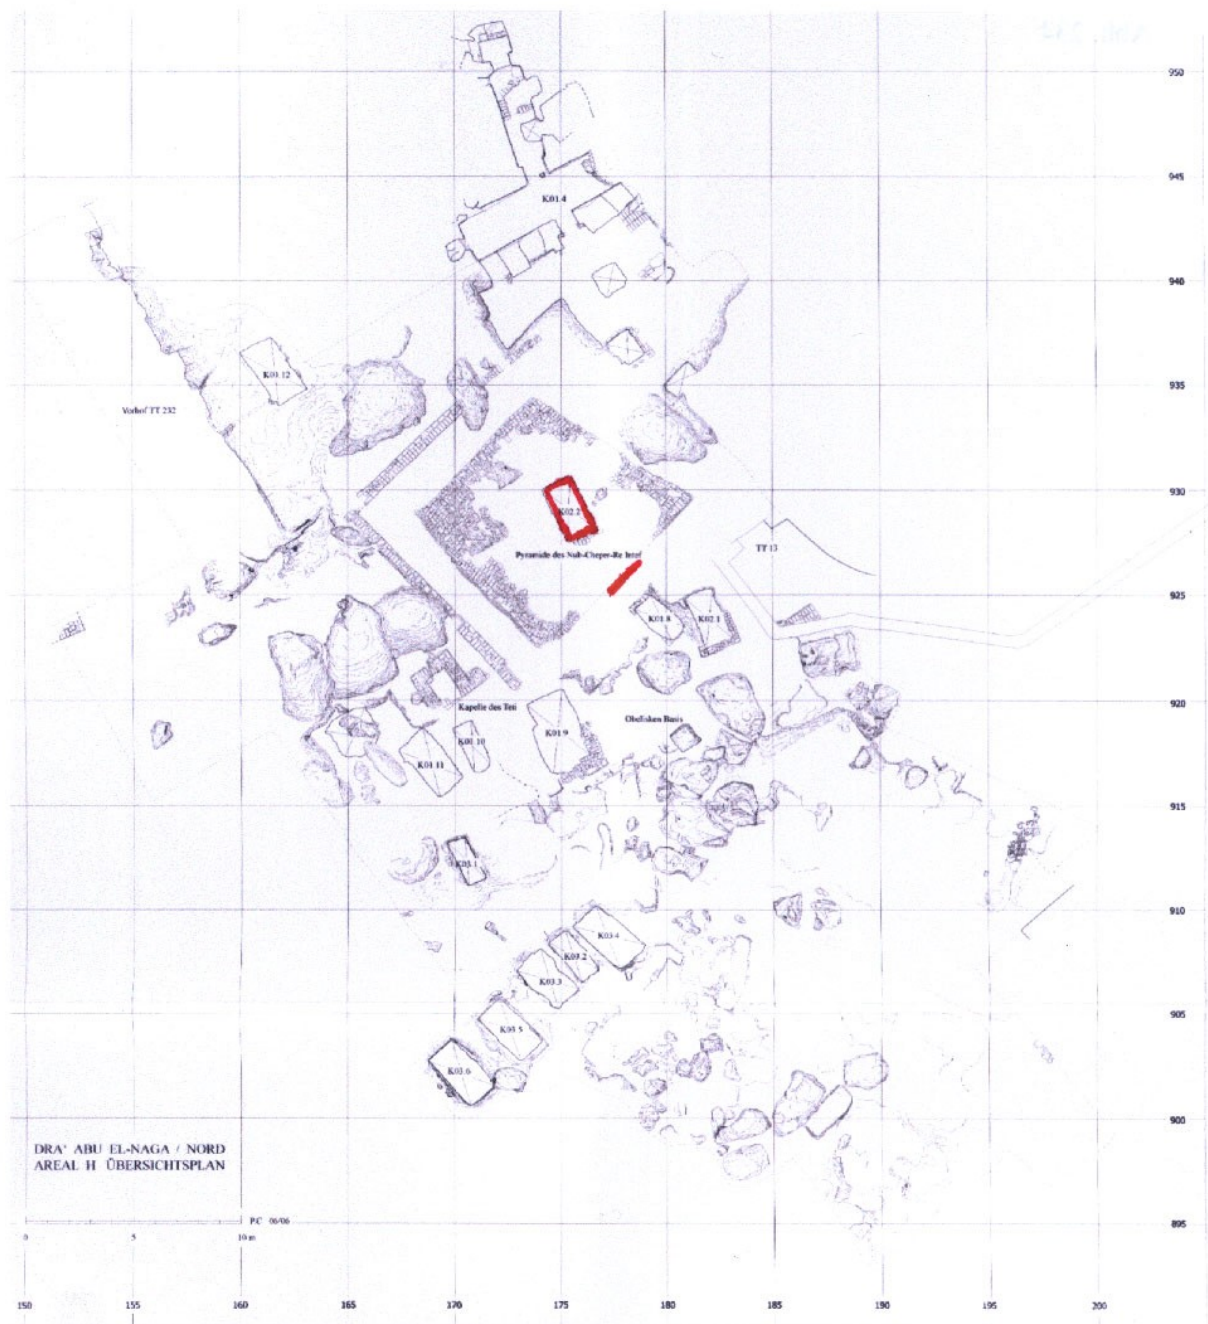 950
945
K01.4
940
K01.12
935
Vorhof TT 232
930
K02.2
TT 13
Pyramide des Nub-Cheper-Re Intef
925
K01.8
K02.1
920
Kapelle des Teti
Obelisken Basis
K01.9
K01.10
K01.11
915
K03.1
910
K03.4
K03.2
K03.3
905
K03.5
K03.6
900
DRA' ABU EL-NAGA / NORD
AREAL H ÜBERSICHTSPLAN
P.C. 06/06
895
0 5 10 m
150 155 160 165 170 175 180 185 190 195 200